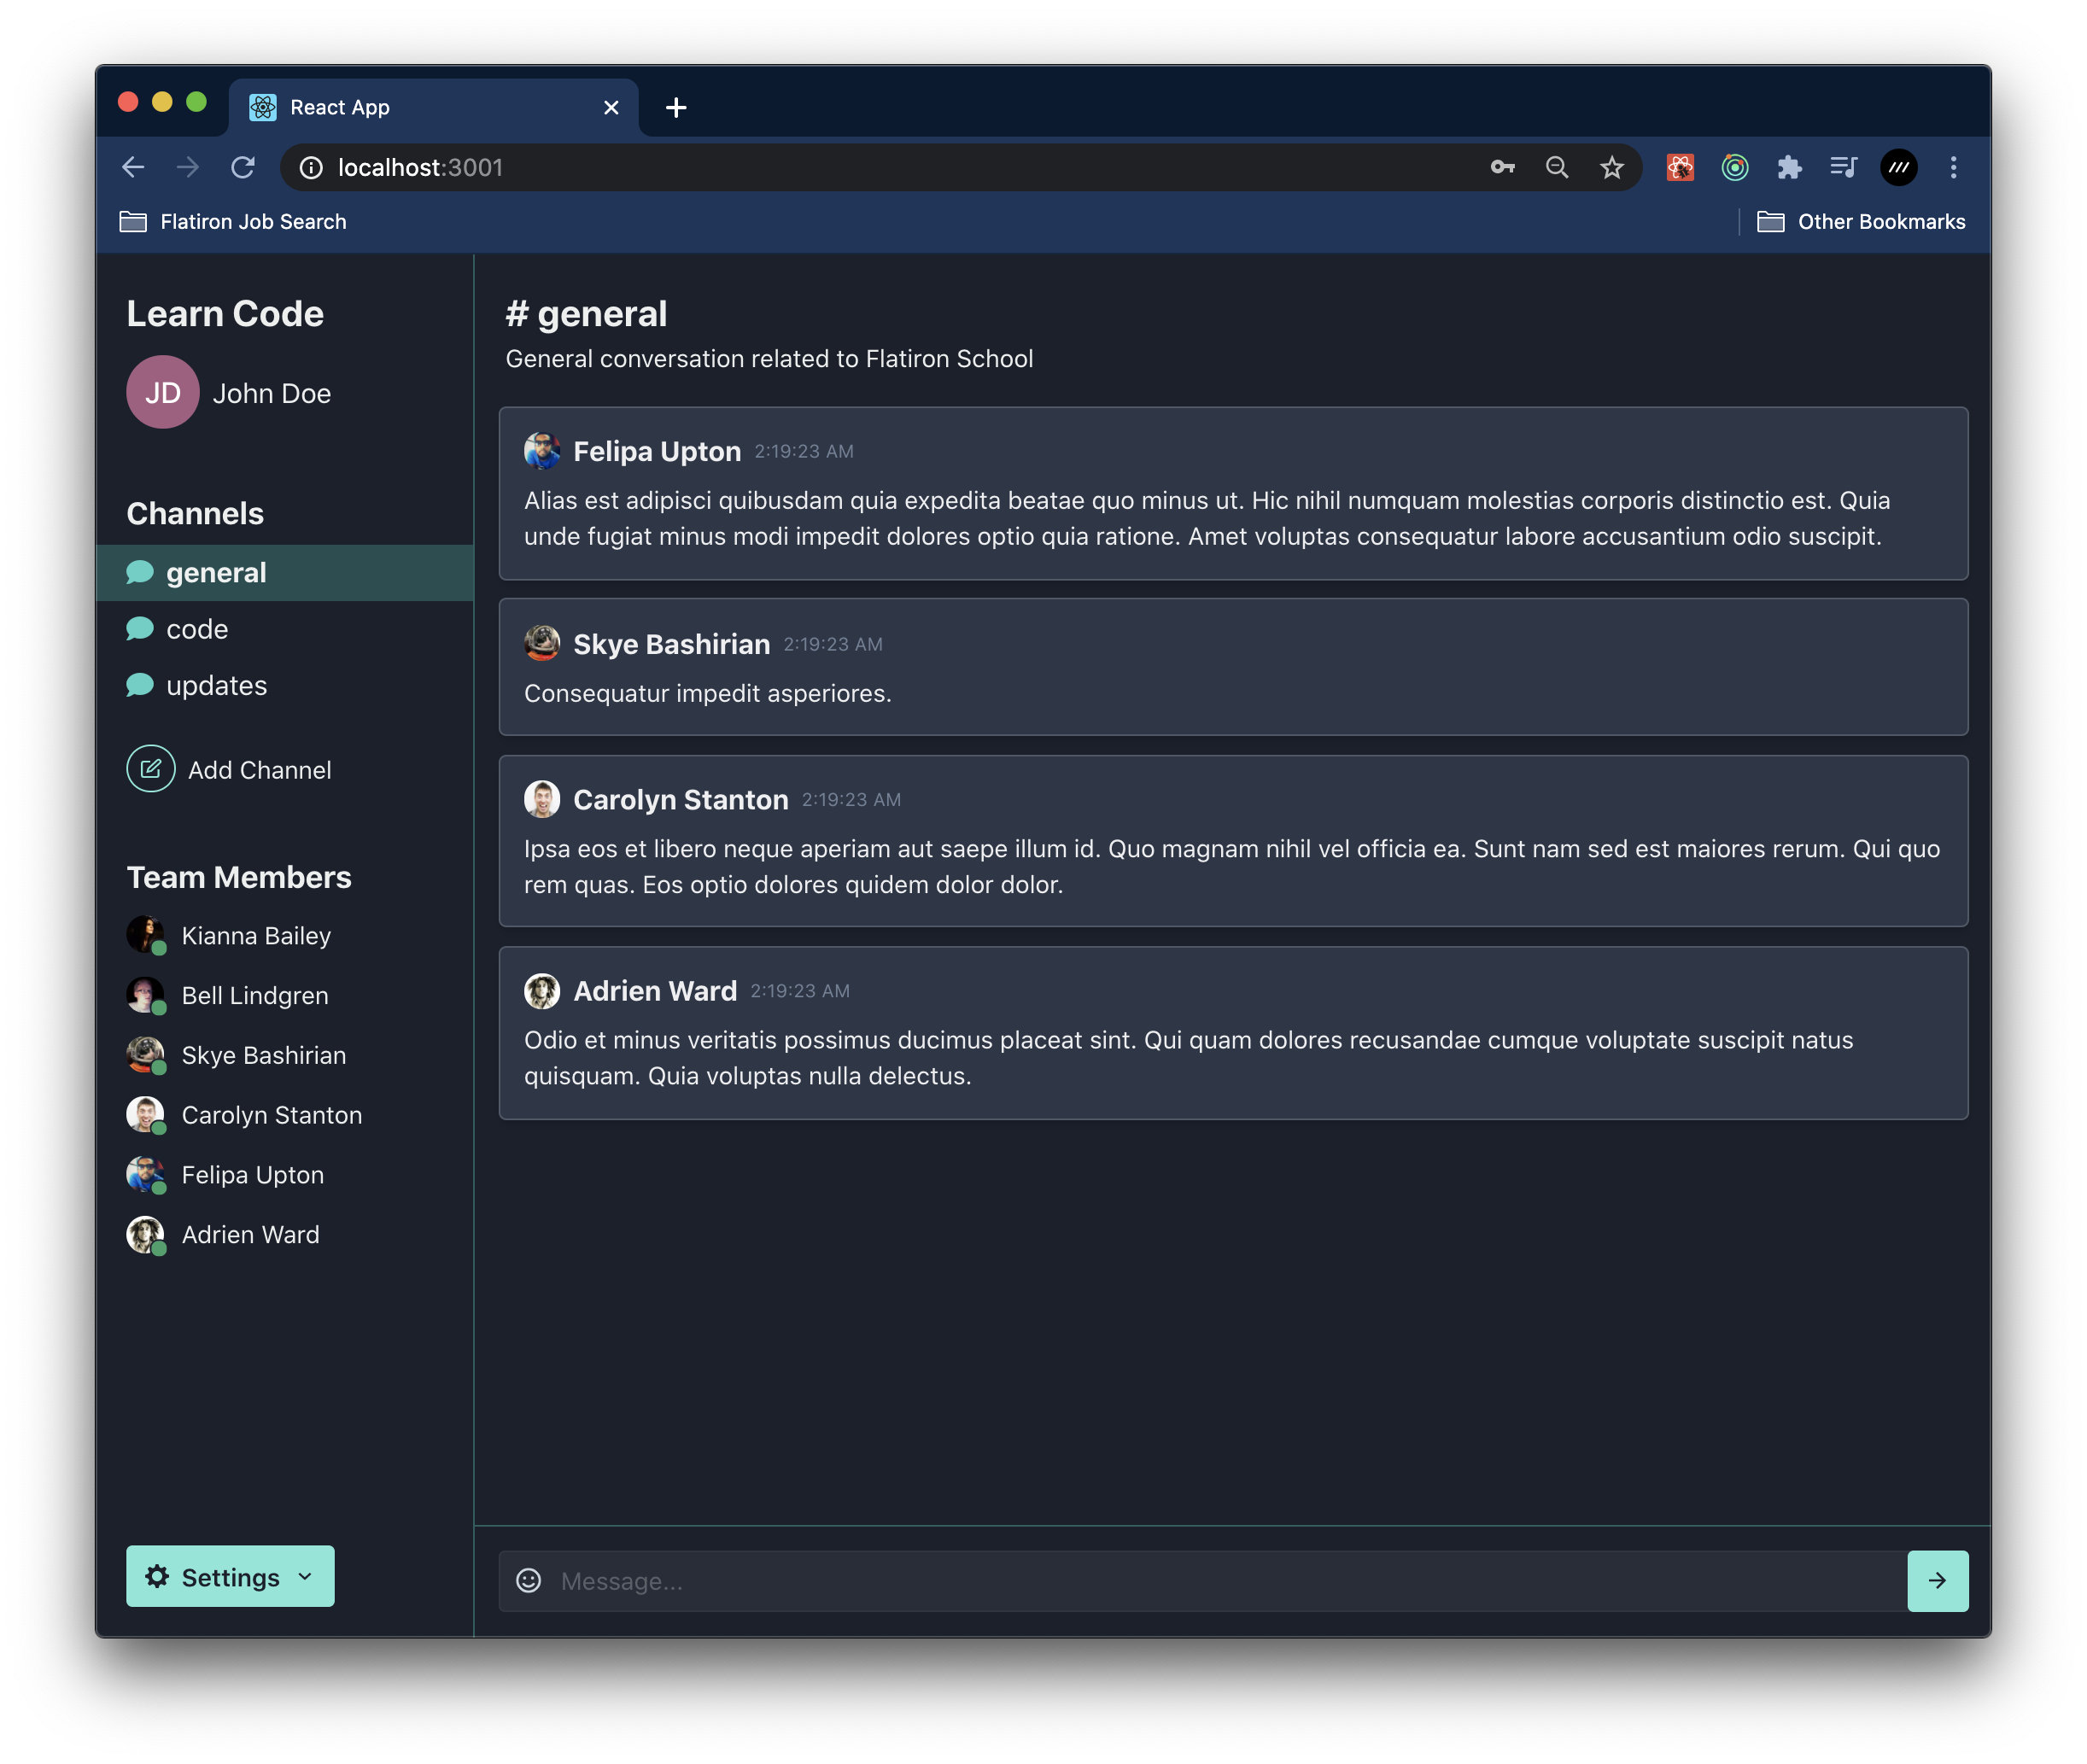 React App
localhost:3001
Flatiron Job Search
Other Bookmarks
Learn Code
JD John Doe
Channels
general
code
updates
Add Channel
Team Members
Kianna Bailey
Bell Lindgren
Skye Bashirian
Carolyn Stanton
Felipa Upton
Adrien Ward
Settings
# general
General conversation related to Flatiron School
Felipa Upton 2:19:23 AM
Alias est adipisci quibusdam quia expedita beatae quo minus ut. Hic nihil numquam molestias corporis distinctio est. Quia
unde fugiat minus modi impedit dolores optio quia ratione. Amet voluptas consequatur labore accusantium odio suscipit.
Skye Bashirian 2:19:23 AM
Consequatur impedit asperiores.
Carolyn Stanton 2:19:23 AM
Ipsa eos et libero neque aperiam aut saepe illum id. Quo magnam nihil vel officia ea. Sunt nam sed est maiores rerum. Qui quo
rem quas. Eos optio dolores quidem dolor dolor.
Adrien Ward 2:19:23 AM
Odio et minus veritatis possimus ducimus placeat sint. Qui quam dolores recusandae cumque voluptate suscipit natus
quisquam. Quia voluptas nulla delectus.
Message...